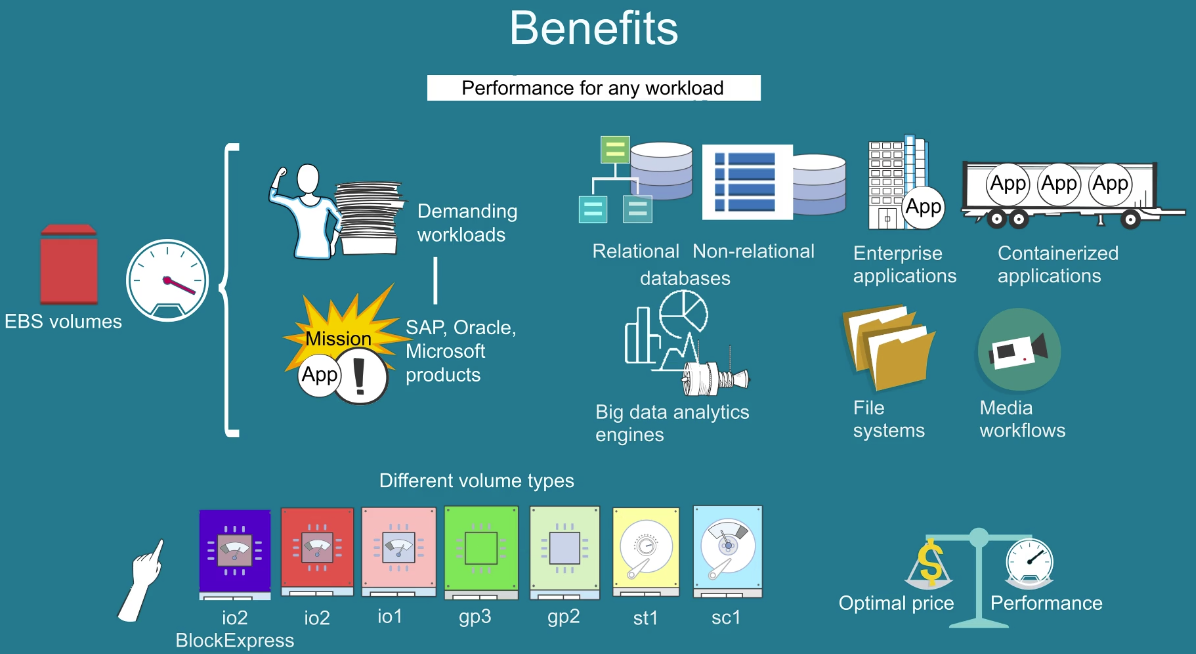 Benefits
Performance for any workload
EBS volumes
Demanding
workloads
Mission
App
!
SAP, Oracle,
Microsoft
products
Relational Non-relational
databases
App
Enterprise
applications
App App App
Containerized
applications
Big data analytics
engines
File
systems
Media
workflows
Different volume types
io2
BlockExpress
io2
io1
gp3
gp2
st1
sc1
$
Optimal price
Performance